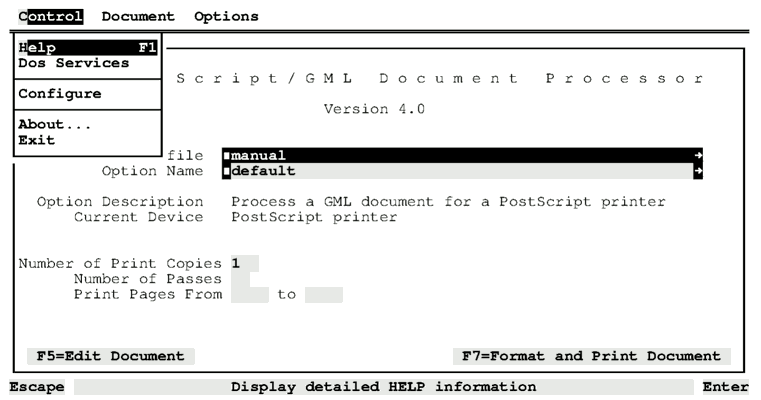 Control Document Options
Help F1
Dos Services
Script/GML Document Processor
Configure
Version 4.0
About...
Exit
file manual
Option Name default
Option Description Process a GML document for a PostScript printer
Current Device PostScript printer
Number of Print Copies 1
Number of Passes
Print Pages From to
F5=Edit Document F7=Format and Print Document
Escape Display detailed HELP information Enter